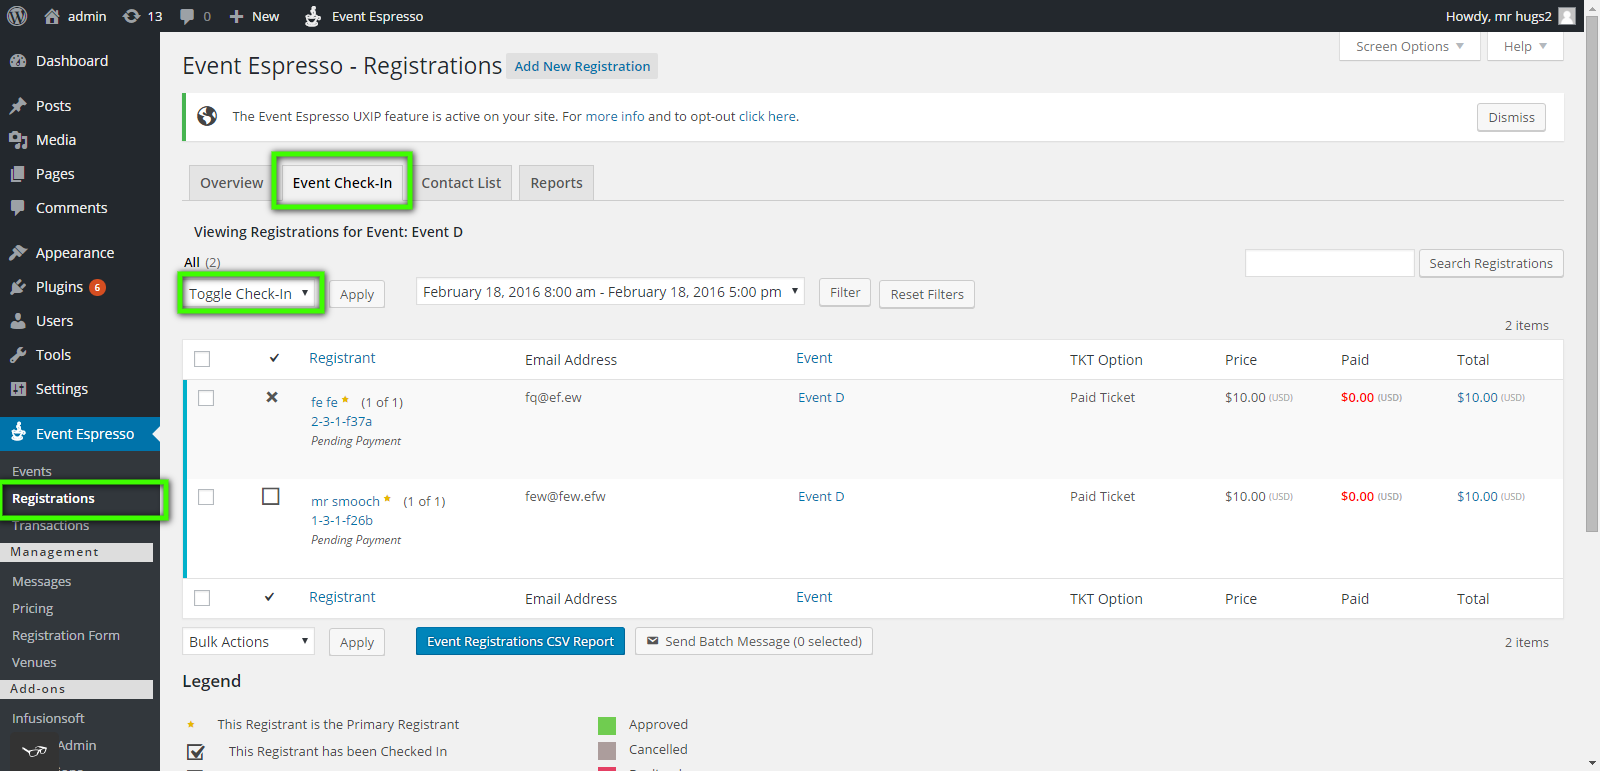 admin 13 0 New Event Espresso Howdy, mr hugs2
Screen Options Help
Dashboard
Posts
Media
Pages
Comments
Appearance
Plugins 6
Users
Tools
Settings
Event Espresso
Events
Registrations
Transactions
Management
Messages
Pricing
Registration Form
Venues
Add-ons
Infusionsoft
Admin
Event Espresso - Registrations Add New Registration
The Event Espresso UXIP feature is active on your site. For more info and to opt-out click here. Dismiss
Overview Event Check-In Contact List Reports
Viewing Registrations for Event: Event D
All (2)
Search Registrations
Toggle Check-In Apply February 18, 2016 8:00 am - February 18, 2016 5:00 pm Filter Reset Filters
2 items
Registrant Email Address Event TKT Option Price Paid Total
fe fe (1 of 1) fq@ef.ew Event D Paid Ticket $10.00 (USD) $0.00 (USD) $10.00 (USD)
2-3-1-f37a
Pending Payment
mr smooch (1 of 1) few@few.efw Event D Paid Ticket $10.00 (USD) $0.00 (USD) $10.00 (USD)
1-3-1-f26b
Pending Payment
Registrant Email Address Event TKT Option Price Paid Total
Bulk Actions Apply Event Registrations CSV Report Send Batch Message (0 selected) 2 items
Legend
This Registrant is the Primary Registrant Approved
This Registrant has been Checked In Cancelled